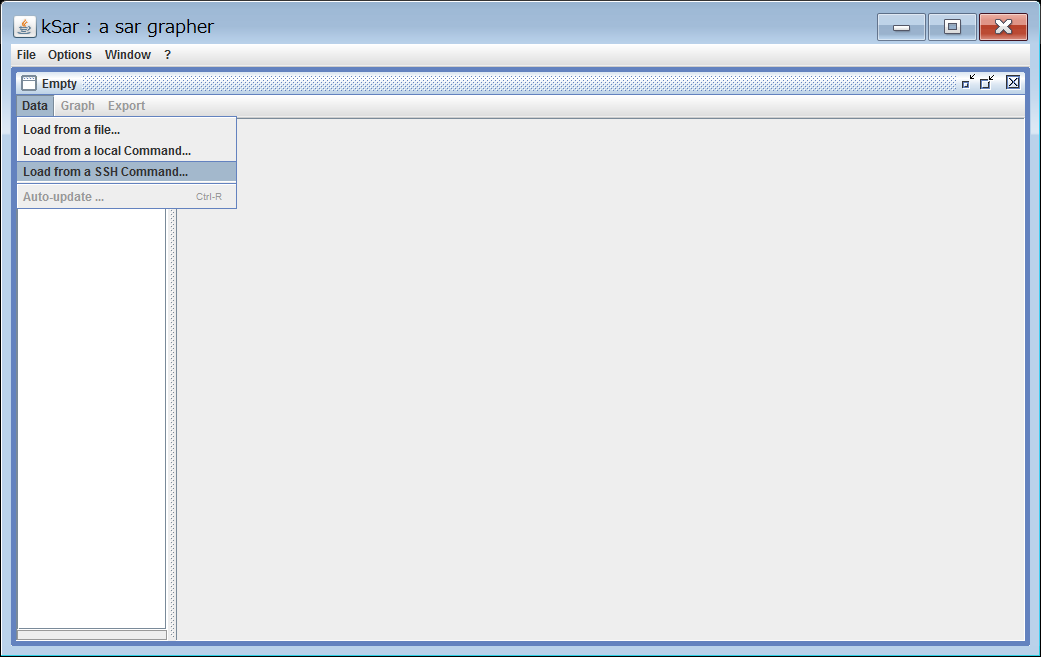 kSar : a sar grapher
File Options Window ?
Empty
Data Graph Export
Load from a file...
Load from a local Command...
Load from a SSH Command...
Auto-update ... Ctrl-R